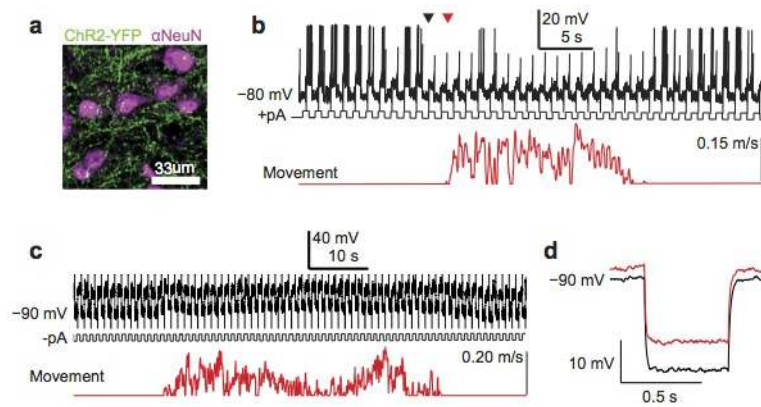 a
ChR2-YFP αNeuN
33um
b
20 mV
5 s
−80 mV
+pA
0.15 m/s
Movement
c
40 mV
10 s
−90 mV
-pA
0.20 m/s
Movement
d
−90 mV
10 mV
0.5 s